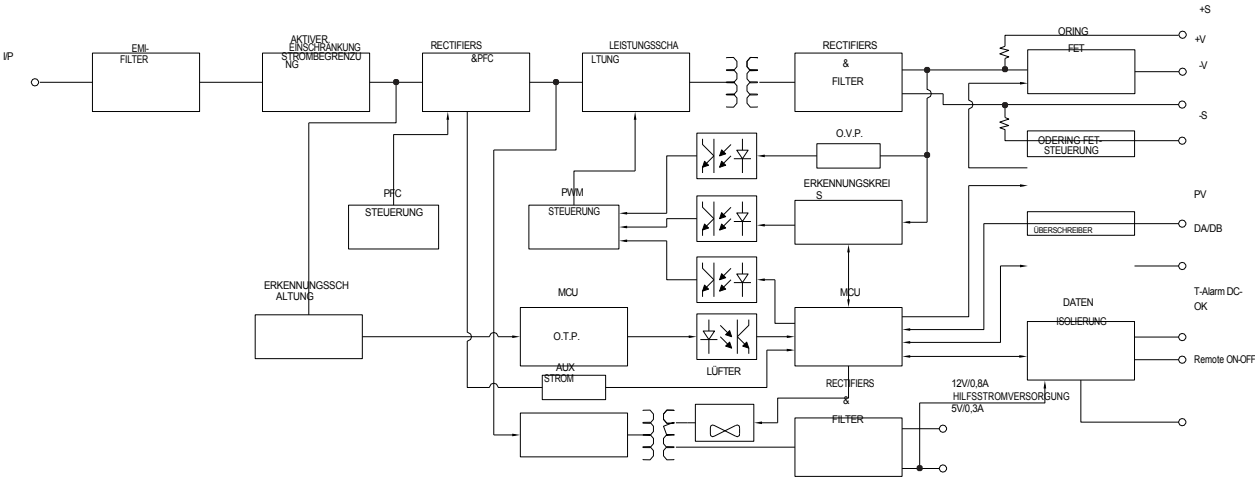 +S
I/P
EMI-
FILTER
AKTIVER
EINSCHRÄNKUNG
STROMBEGRENZU
NG
RECTIFIERS
&PFC
LEISTUNGSSCHA
LTUNG
RECTIFIERS
&
FILTER
ORING
FET
+V
-V
-S
O.V.P.
ODERING FET-
STEUERUNG
PFC
STEUERUNG
PWM
STEUERUNG
ERKENNUNGSKREI
S
PV
ÜBERSCHREIBER
DA/DB
ERKENNUNGSSCH
ALTUNG
MCU
O.T.P.
MCU
DATEN
ISOLIERUNG
T-Alarm DC-
OK
Remote ON-OFF
AUX
STROM
LÜFTER
RECTIFIERS
&
FILTER
12V/0,8A
HILFSSTROMVERSORGUNG
5V/0,3A